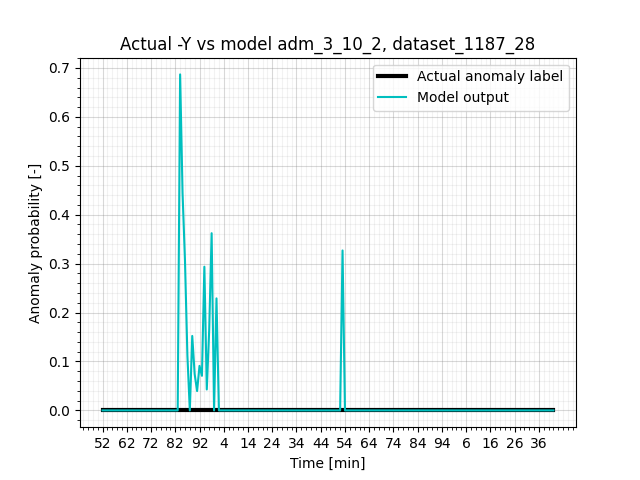 Actual -Y vs model adm_3_10_2, dataset_1187_28
Actual anomaly label
Model output
Anomaly probability [-]
0.7
0.6
0.5
0.4
0.3
0.2
0.1
0.0
52 62 72 82 92 4 14 24 34 44 54 64 74 84 94 6 16 26 36
Time [min]